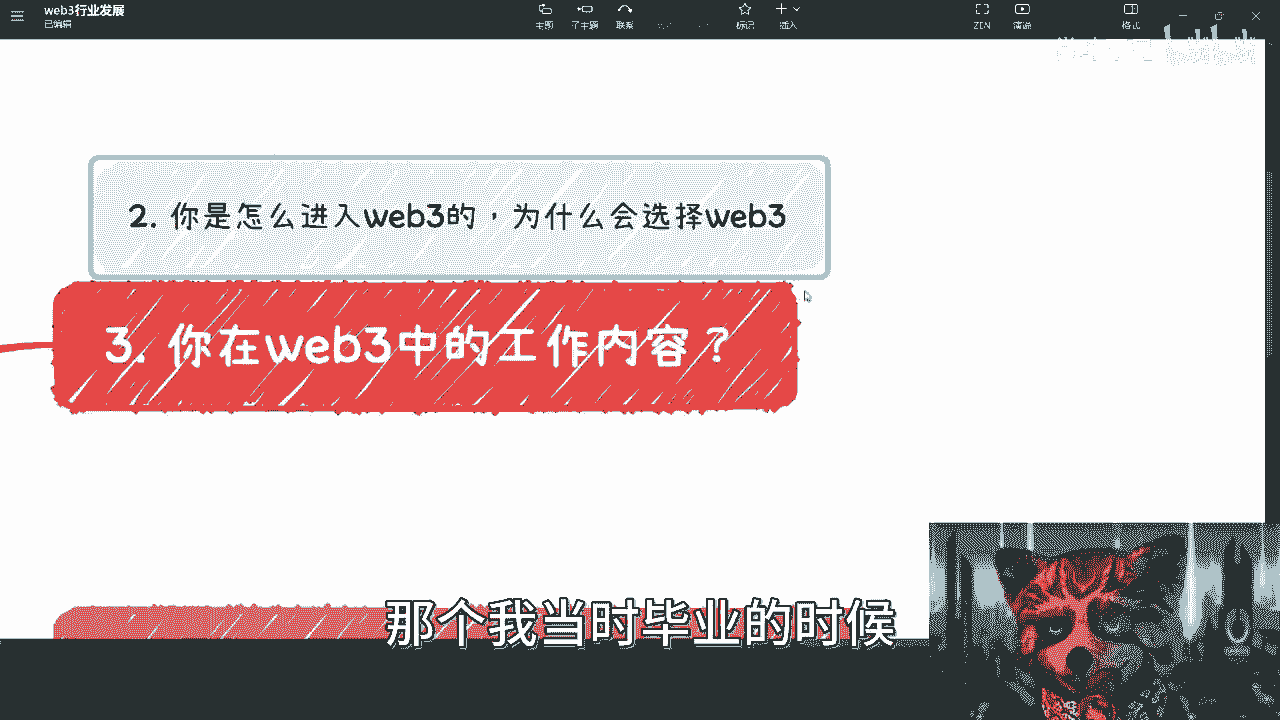 web3行业发展
已编辑
主题
子主题
联系
标记
插入
ZEN
演说
格式
bilibili
2. 你是怎么进入web3的，为什么会选择web3
3. 你在web3中的工作内容？
那个我当时毕业的时候